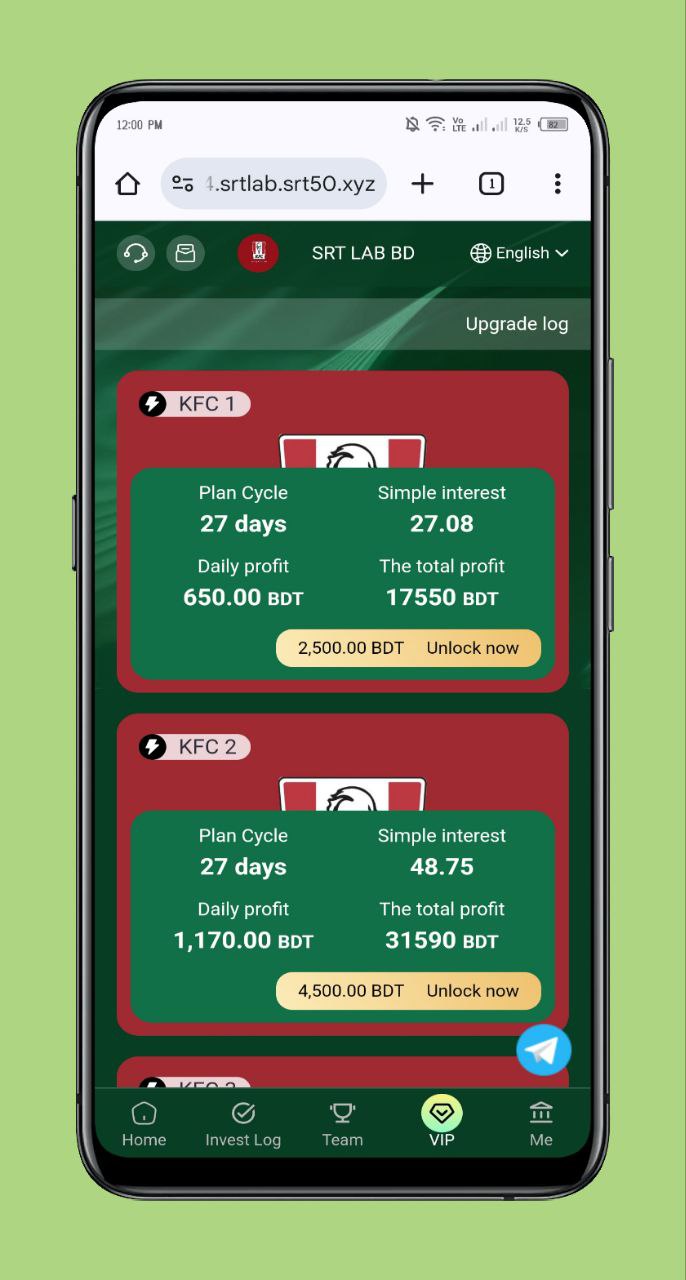 12:00 PM
Vo LTE 12.5 K/S 82
.srtlab.srt50.xyz 1
SRT LAB BD English
Upgrade log
KFC 1
Plan Cycle Simple interest
27 days 27.08
Daily profit The total profit
650.00 BDT 17550 BDT
2,500.00 BDT Unlock now
KFC 2
Plan Cycle Simple interest
27 days 48.75
Daily profit The total profit
1,170.00 BDT 31590 BDT
4,500.00 BDT Unlock now
Home Invest Log Team VIP Me